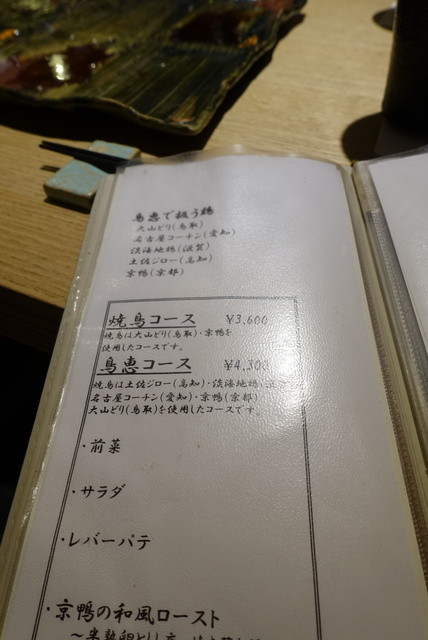 鳥恵で扱う鶏
大山どり(鳥取)
名古屋コーチン(愛知)
淡海地鶏(滋賀)
土佐ジロー(高知)
京鴨(京都)
焼鳥コース ¥3,600
焼鳥は大山どり(鳥取)・京鴨を
使用したコースです。
鳥恵コース ¥4,300
焼鳥は土佐ジロー(高知)・淡海地鶏
名古屋コーチン(愛知)・京鴨(京都)
大山どり(鳥取)を使用したコースです。
・前菜
・サラダ
・レバーパテ
・京鴨の和風ロースト